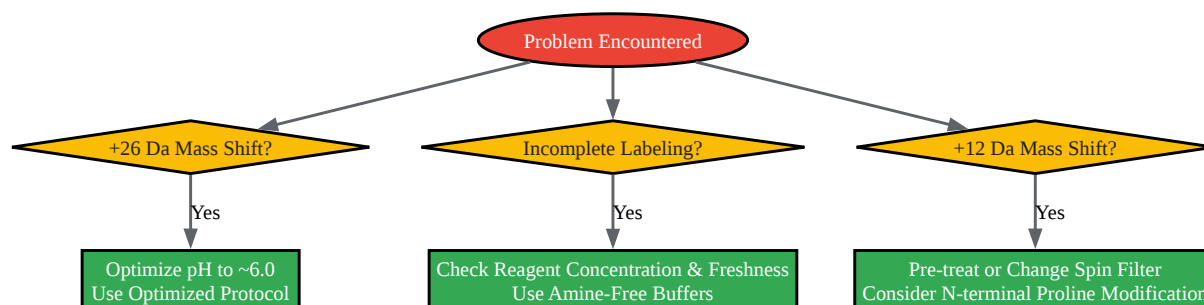 Problem Encountered
+26 Da Mass Shift?
Incomplete Labeling?
+12 Da Mass Shift?
Yes
Yes
Yes
Optimize pH to ~6.0
Use Optimized Protocol
Check Reagent Concentration & Freshness
Use Amine-Free Buffers
Pre-treat or Change Spin Filter
Consider N-terminal Proline Modification